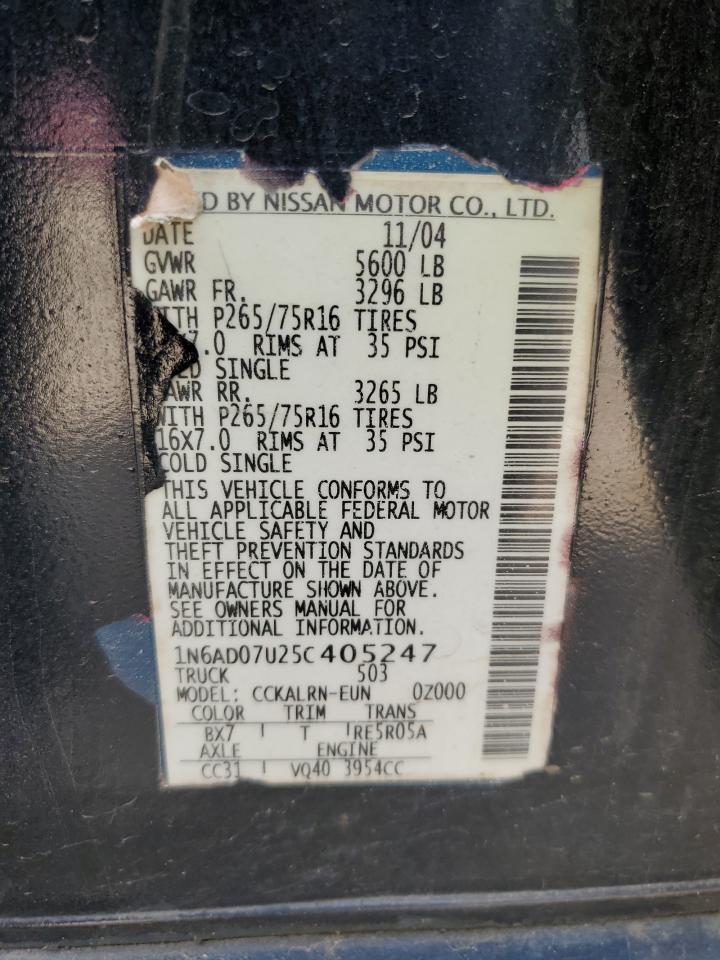 D BY NISSAN MOTOR CO., LTD.
DATE 11/04
GVWR 5600 LB
GAWR FR. 3296 LB
WITH P265/75R16 TIRES
X7.0 RIMS AT 35 PSI
SINGLE
AWR RR. 3265 LB
WITH P265/75R16 TIRES
16X7.0 RIMS AT 35 PSI
COLD SINGLE
THIS VEHICLE CONFORMS TO
ALL APPLICABLE FEDERAL MOTOR
VEHICLE SAFETY AND
THEFT PREVENTION STANDARDS
IN EFFECT ON THE DATE OF
MANUFACTURE SHOWN ABOVE.
SEE OWNERS MANUAL FOR
ADDITIONAL INFORMATION.
1N6AD07U25C405247
TRUCK 503
MODEL: CCKALRN-EUN 0Z000
COLOR TRIM TRANS
BX7 T RE5R05A
AXLE ENGINE
CC31 VQ40 3954CC